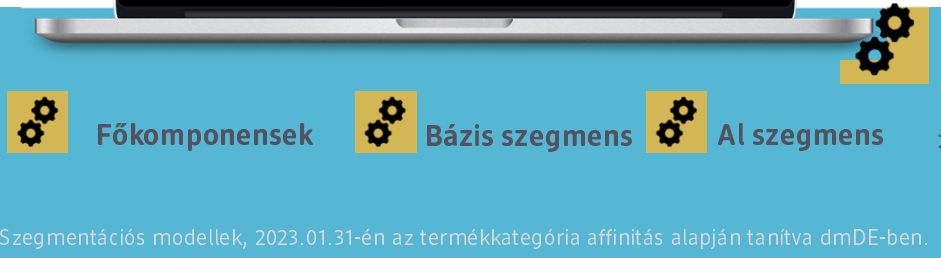 Főkomponensek Bázis szegmens Al szegmens
Szegmentációs modellek, 2023.01.31-én az termékkategória affinitás alapján tanítva dmDE-ben.